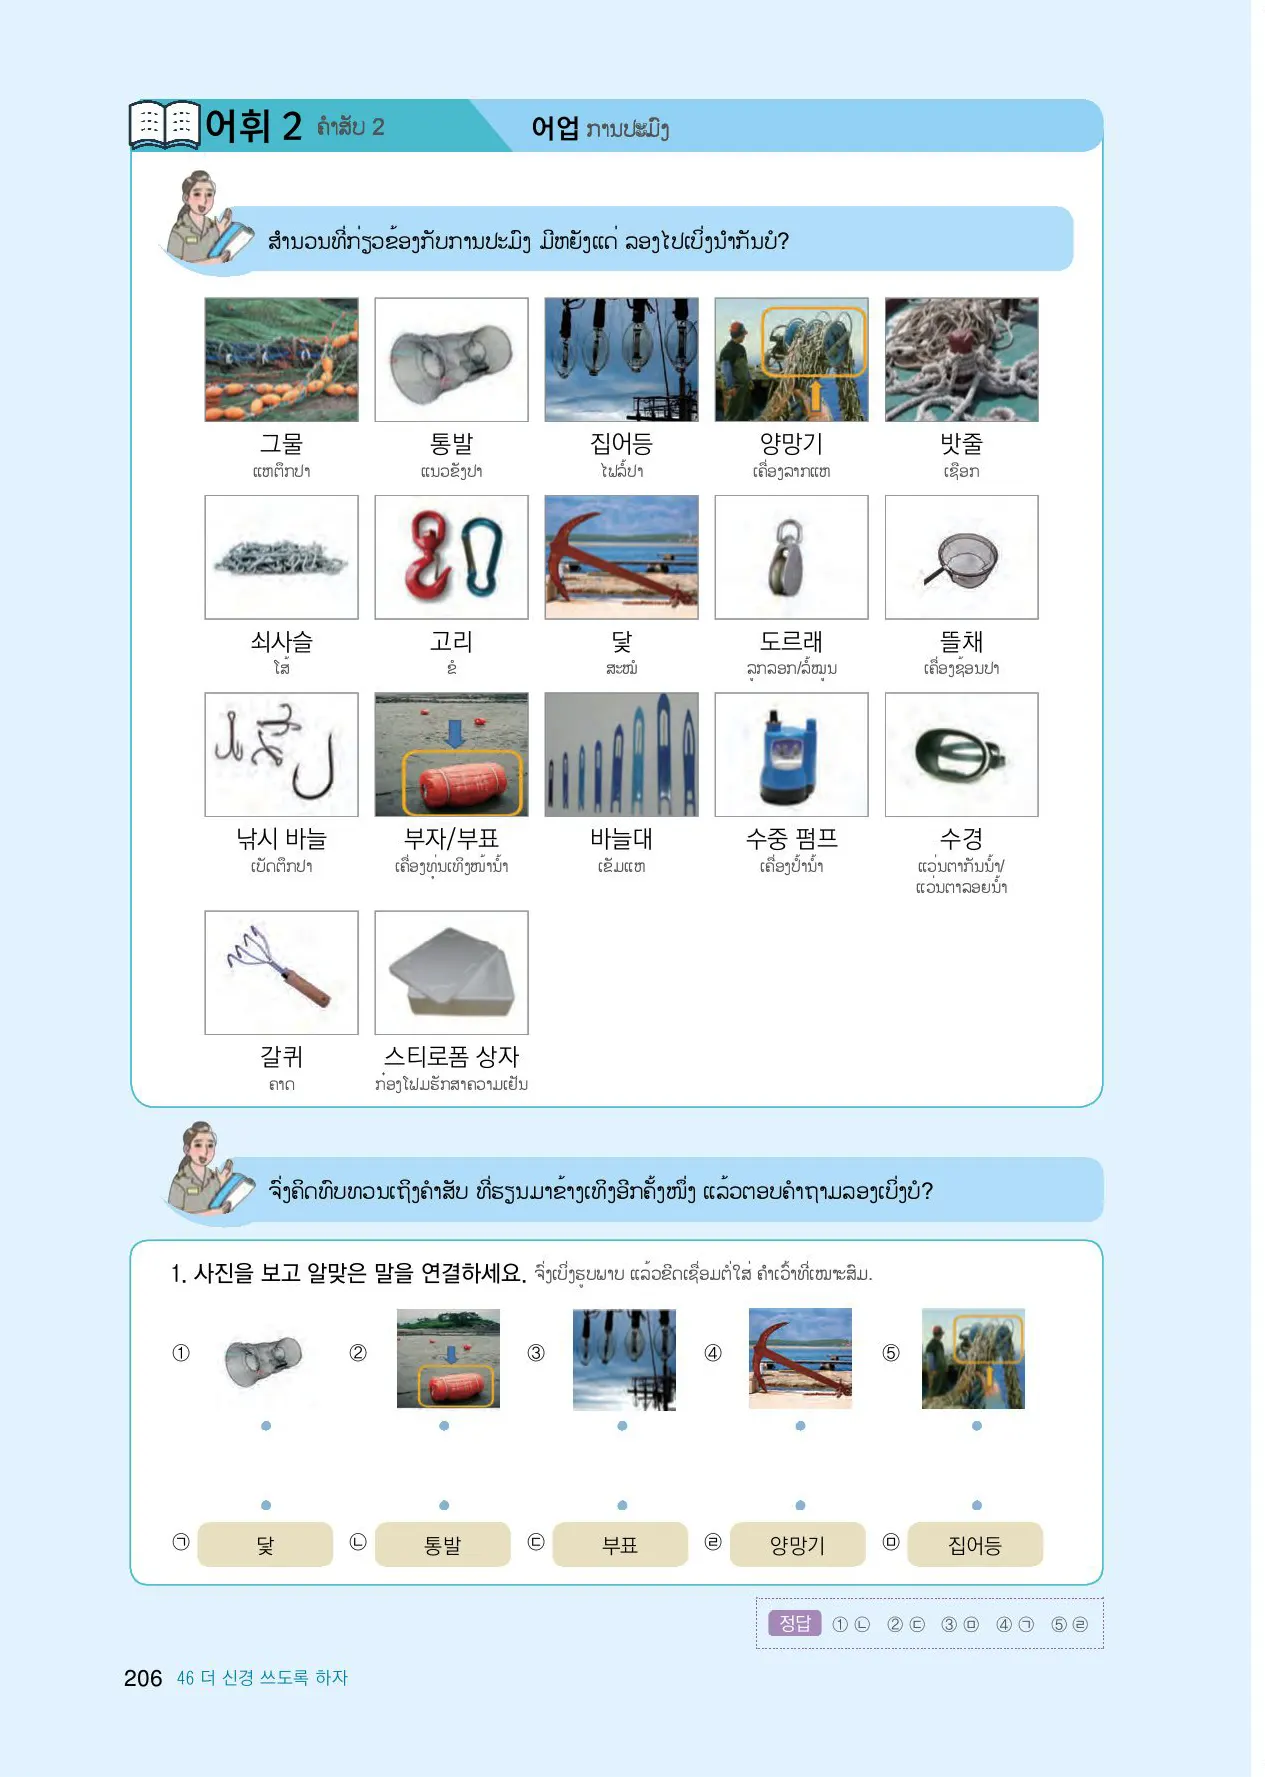 어휘 2 ຄຳສັບ 2 어업 ການປະມົງ
ສຳນວນທີ່ກ່ຽວຂ້ອງກັບການປະມົງ ມີຫຍັງແດ່ ລອງໄປເບິ່ງນຳກັນບໍ?
그물 통발 집어등 양망기 밧줄
ແຫຕຶກປາ ແນວຂັງປາ ໄຟລໍ້ປາ ເຄື່ອງລາກແຫ ເຊືອກ
쇠사슬 고리 닻 도르래 뜰채
ໂສ້ ຂໍ ສະໝໍ ລູກລອກ/ລໍ້ໝູນ ເຄື່ອງຊ້ອນປາ
낚시 바늘 부자/부표 바늘대 수중 펌프 수경
ເບັດຕຶກປາ ເຄື່ອງທຸ່ນເທິງໜ້ານ້ຳ ເຂັມແຫ ເຄື່ອງປ້ຳນ້ຳ ແວ່ນຕາກັນນ້ຳ/
ແວ່ນຕາລອຍນ້ຳ
갈퀴 스티로폼 상자
ຄາດ ກ່ອງໂຟມຮັກສາຄວາມເຢັນ
ຈົ່ງຄິດທົບທວນເຖິງຄຳສັບ ທີ່ຮຽນມາຂ້າງເທິງອີກຄັ້ງໜຶ່ງ ແລ້ວຕອບຄຳຖາມລອງເບິ່ງບໍ?
1. 사진을 보고 알맞은 말을 연결하세요. ຈົ່ງເບິ່ງຮູບພາບ ແລ້ວຂີດເຊື່ອມຕໍ່ໃສ່ ຄຳເວົ້າທີ່ເໝາະສົມ.
① ② ③ ④ ⑤
㉠ 닻 ㉡ 통발 ㉢ 부표 ㉣ 양망기 ㉤ 집어등
정답 ① ㉡ ② ㉢ ③ ㉤ ④ ㉠ ⑤ ㉣
206 46 더 신경 쓰도록 하자